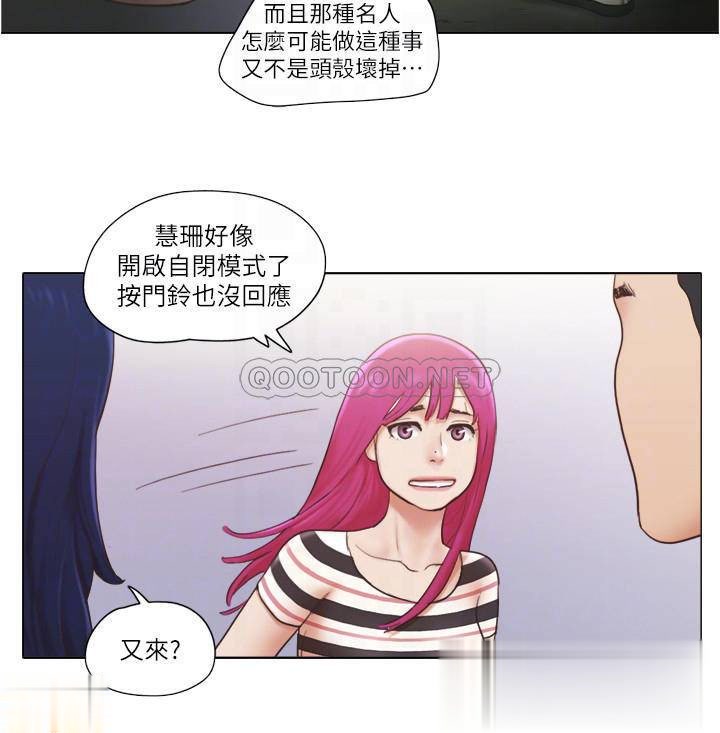 而且那種名人
怎麼可能做這種事
又不是頭殼壞掉⋯
慧珊好像
開啟自閉模式了
按門鈴也沒回應
QOOTOON.NET
又來?